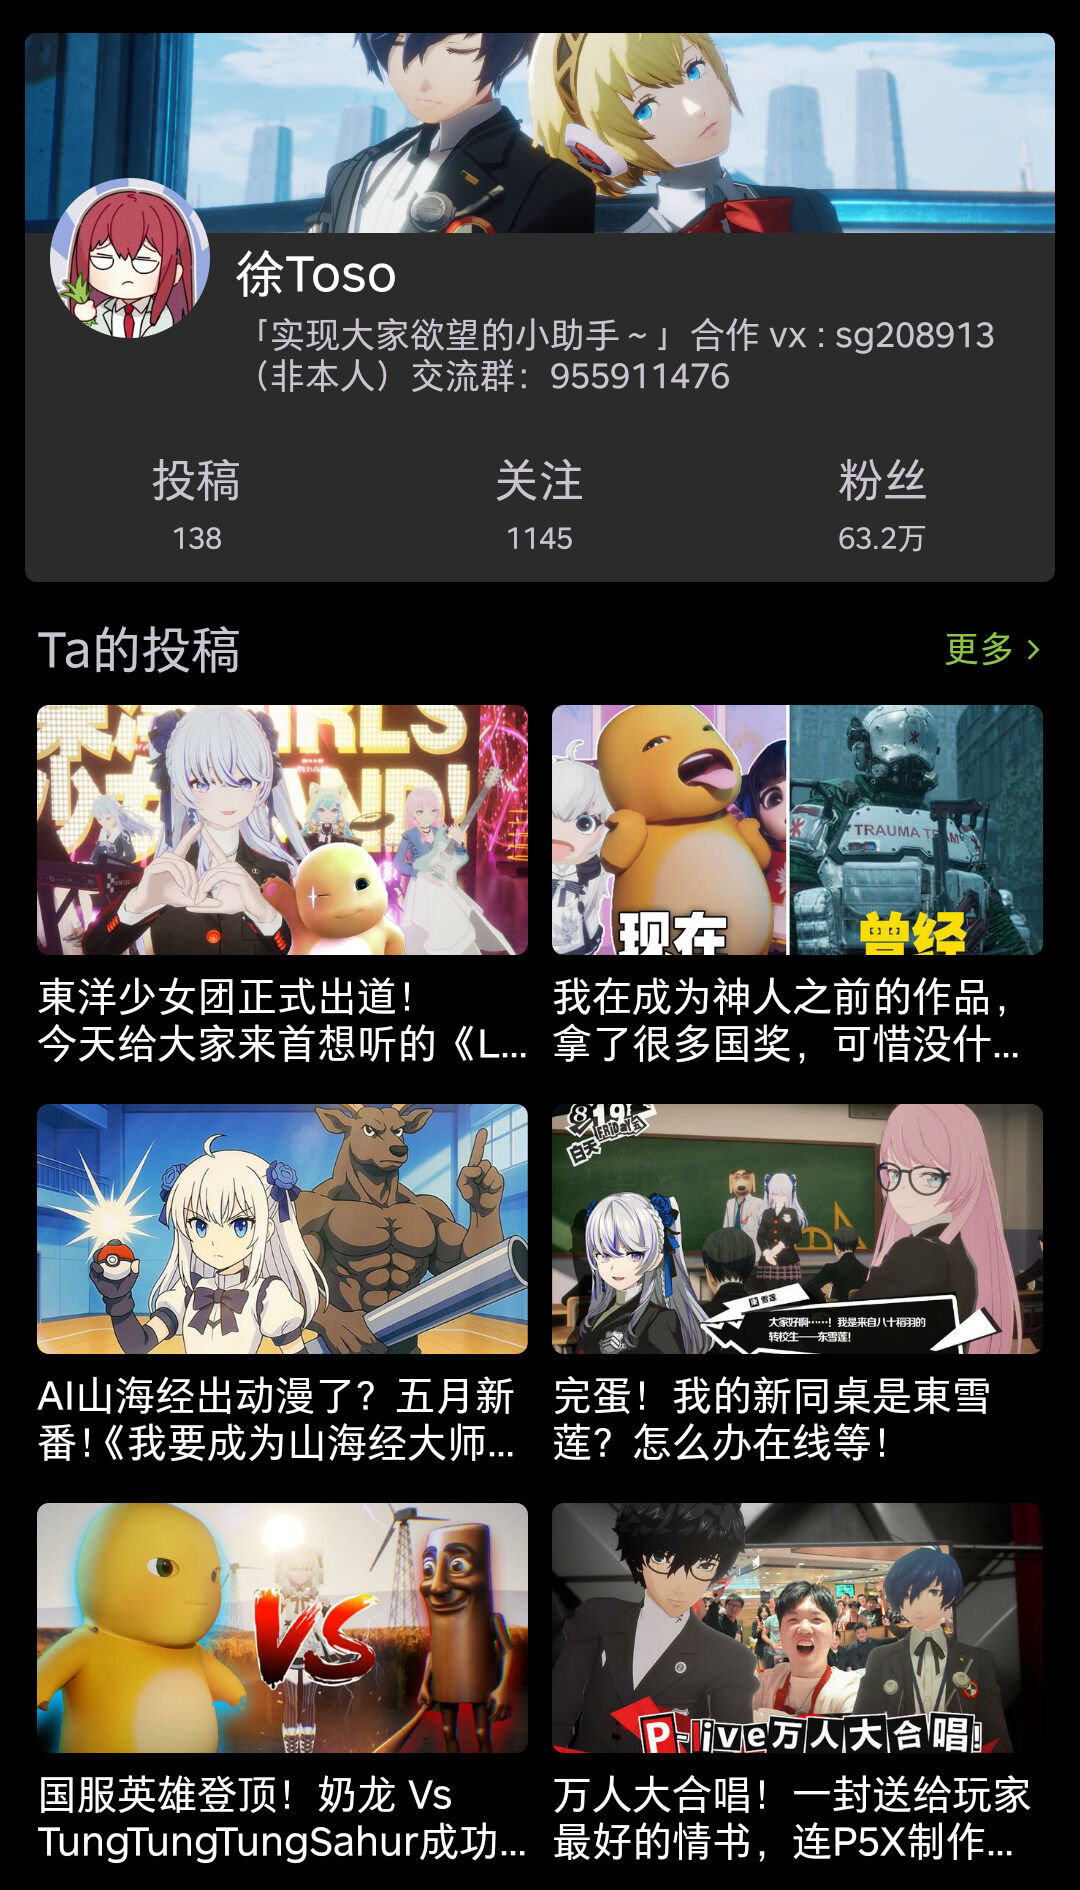 徐Toso
「实现大家欲望的小助手～」合作 vx : sg208913
（非本人）交流群：955911476
投稿
关注
粉丝
138
1145
63.2万
Ta的投稿
更多
现在
TRAUMA TEAM
曾经
東洋少女团正式出道！
今天给大家来首想听的《L...
我在成为神人之前的作品，
拿了很多国奖，可惜没什...
8 19
FRIDAY
白天
東 雪莲
大家好啊……！我是来自八十稻羽的
转校生——东雪莲！
AI山海经出动漫了？五月新
番！《我要成为山海经大师...
完蛋！我的新同桌是東雪
莲？怎么办在线等！
VS
P-live万人大合唱!
国服英雄登顶！奶龙 Vs
TungTungTungSahur成功...
万人大合唱！一封送给玩家
最好的情书，连P5X制作...